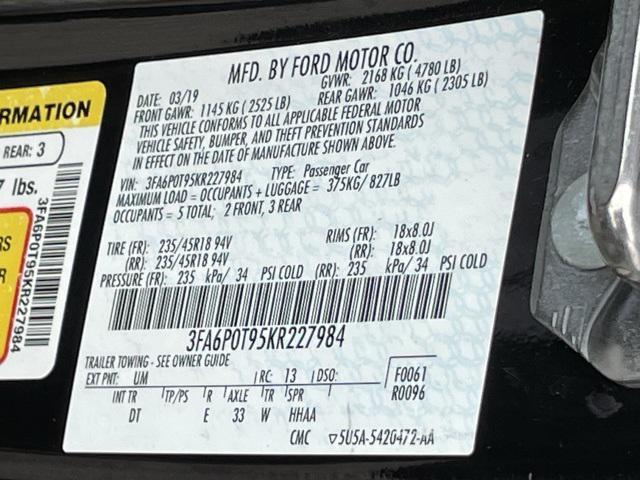 MFD. BY FORD MOTOR CO.
DATE: 03/19 GVWR: 2168 KG ( 4780 LB)
FRONT GAWR: 1145 KG ( 2525 LB) REAR GAWR: 1046 KG ( 2305 LB)
THIS VEHICLE CONFORMS TO ALL APPLICABLE FEDERAL MOTOR
VEHICLE SAFETY, BUMPER, AND THEFT PREVENTION STANDARDS
IN EFFECT ON THE DATE OF MANUFACTURE SHOWN ABOVE.
VIN: 3FA6P0T95KR227984 TYPE: Passenger Car
MAXIMUM LOAD = OCCUPANTS + LUGGAGE = 375KG/ 827LB
OCCUPANTS = 5 TOTAL; 2 FRONT, 3 REAR
TIRE (FR): 235/45R18 94V RIMS (FR): 18x8.0J
(RR): 235/45R18 94V (RR): 18x8.0J
PRESSURE (FR): 235 kPa/ 34 PSI COLD (RR): 235 kPa/ 34 PSI COLD
3FA6P0T95KR227984
TRAILER TOWING - SEE OWNER GUIDE
EXT PNT: UM RC: 13 DSO: F0061
R0096
INT TR TP/PS R AXLE TR SPR
DT E 33 W HHAA
CMC ▽5U5A-5420472-AA
ORMATION
REAR: 3
7 lbs.
3FA6P0T95KR227984
RS
R